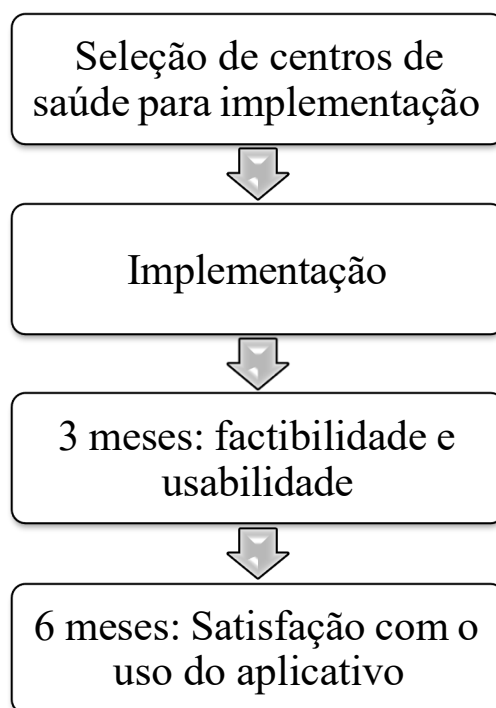 Seleção de centros de
saúde para implementação
Implementação
3 meses: factibilidade e
usabilidade
6 meses: Satisfação com o
uso do aplicativo